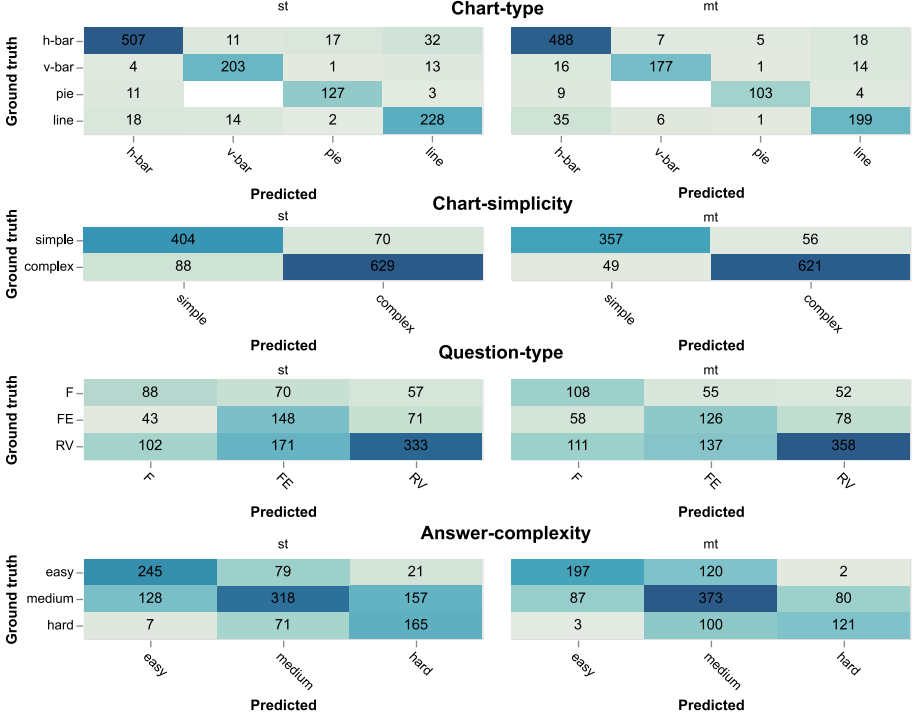 Chart-type
st mt
Ground truth
h-bar 507 11 17 32 488 7 5 18
v-bar 4 203 1 13 16 177 1 14
pie 11 127 3 9 103 4
line 18 14 2 228 35 6 1 199
h-bar v-bar pie line h-bar v-bar pie line
Predicted Predicted
Chart-simplicity
st mt
Ground truth
simple 404 70 357 56
complex 88 629 49 621
simple complex simple complex
Predicted Predicted
Question-type
st mt
Ground truth
F 88 70 57 108 55 52
FE 43 148 71 58 126 78
RV 102 171 333 111 137 358
F FE RV F FE RV
Predicted Predicted
Answer-complexity
st mt
Ground truth
easy 245 79 21 197 120 2
medium 128 318 157 87 373 80
hard 7 71 165 3 100 121
easy medium hard easy medium hard
Predicted Predicted